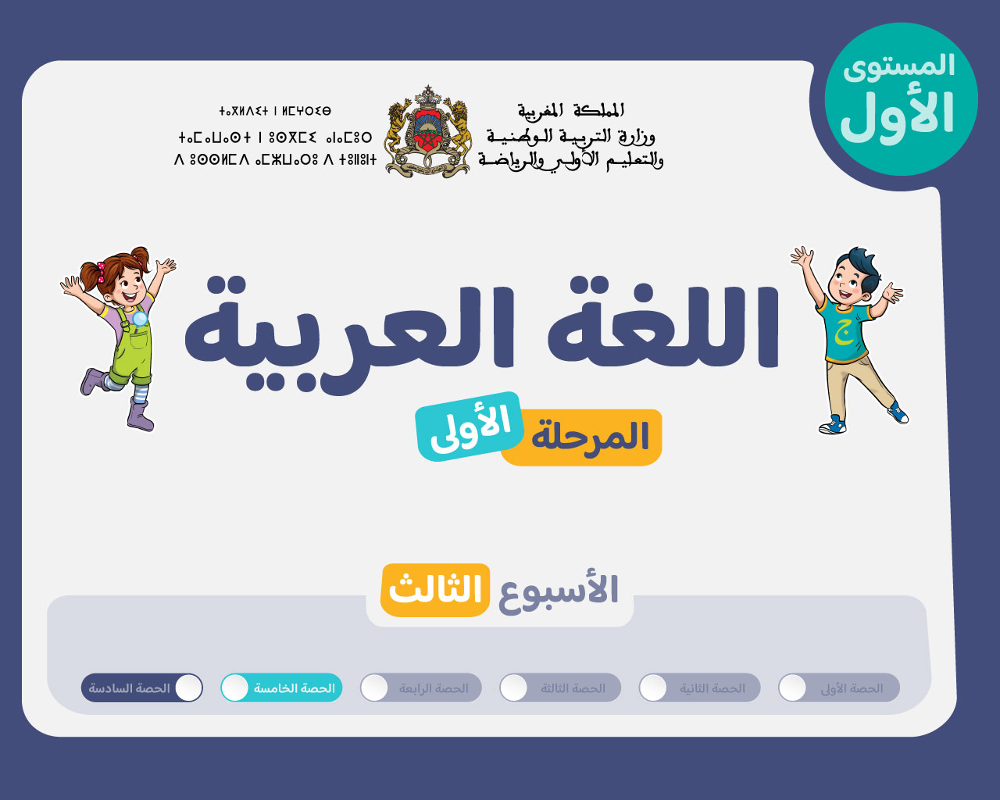 المستوى
الأول
المملكة المغربية
وزارة التربية الوطنية
والتعليم الأولي والرياضة
ⵜⴰⴳⵍⴷⵉⵜ ⵏ ⵍⵎⵖⵔⵉⴱ
ⵜⴰⵎⴰⵡⴰⵙⵜ ⵏ ⵓⵙⴳⵎⵉ ⴰⵏⴰⵎⵓⵔ
ⴷ ⵓⵙⵙⵍⵎⴷ ⴰⵎⵣⵡⴰⵔⵓ ⴷ ⵜⵓⵏⵏⵓⵏⵜ
اللغة العربية
المرحلة الأولى
ج
الأسبوع الثالث
الحصة الأولى
الحصة الثانية
الحصة الثالثة
الحصة الرابعة
الحصة الخامسة
الحصة السادسة